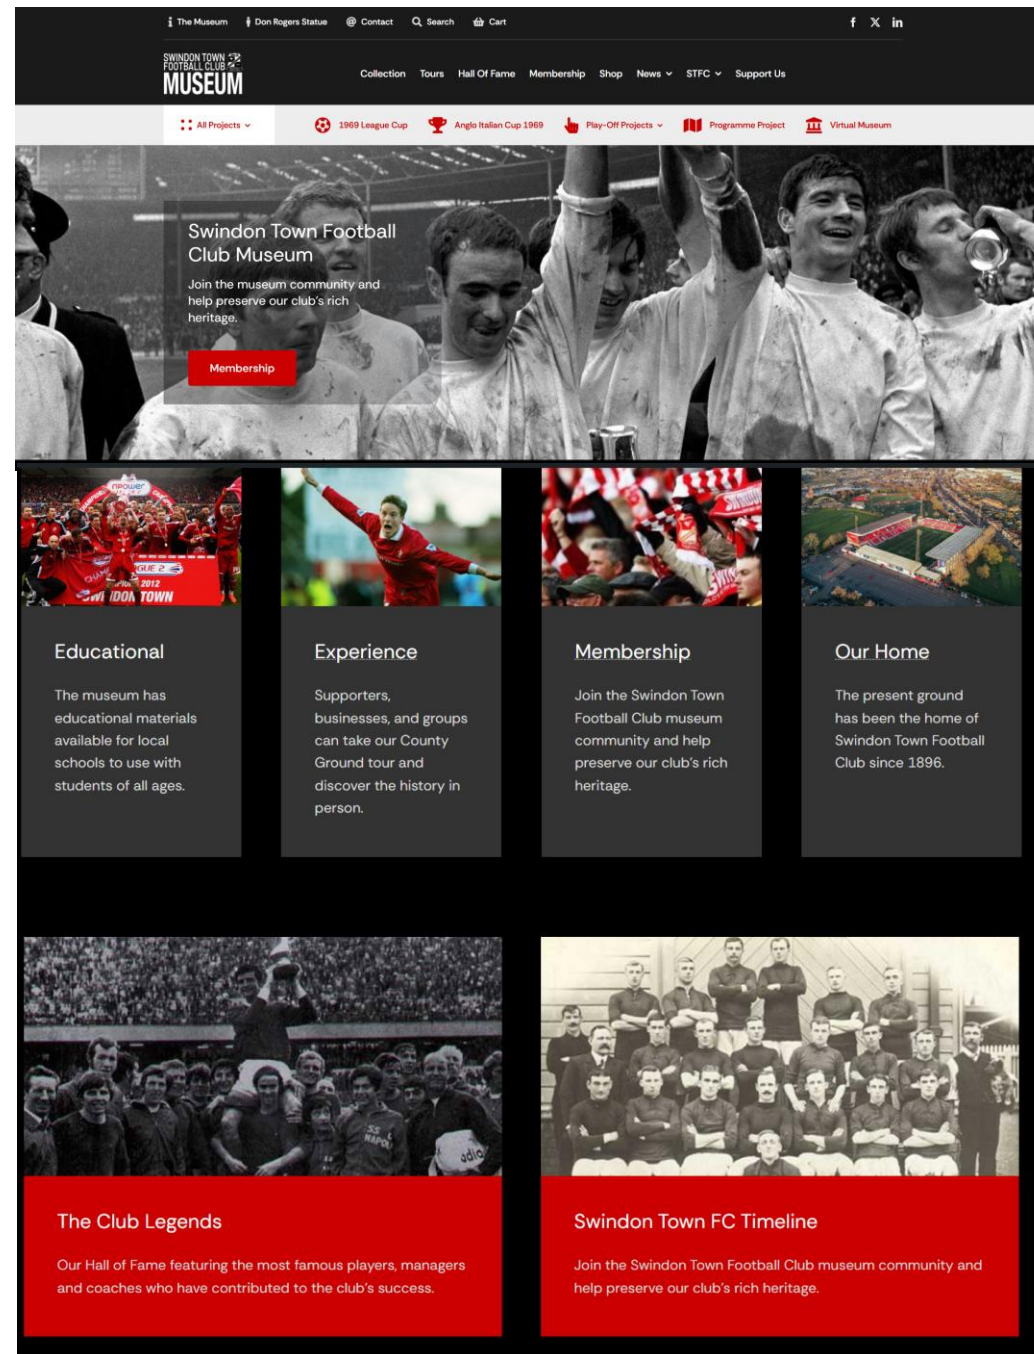 The Museum Don Rogers Statue Contact Search Cart
SWINDON TOWN
FOOTBALL CLUB
MUSEUM
Collection Tours Hall Of Fame Membership Shop News STFC Support Us
All Projects 1969 League Cup Anglo Italian Cup 1969 Play-Off Projects Programme Project Virtual Museum
Swindon Town Football
Club Museum
Join the museum community and
help preserve our club's rich
heritage.
Membership
npower
2012
SWINDON TOWN
Educational
The museum has
educational materials
available for local
schools to use with
students of all ages.
Experience
Supporters,
businesses, and groups
can take our County
Ground tour and
discover the history in
person.
Membership
Join the Swindon Town
Football Club museum
community and help
preserve our club's rich
heritage.
Our Home
The present ground
has been the home of
Swindon Town Football
Club since 1896.
The Club Legends
Our Hall of Fame featuring the most famous players, managers
and coaches who have contributed to the club's success.
Swindon Town FC Timeline
Join the Swindon Town Football Club museum community and
help preserve our club's rich heritage.